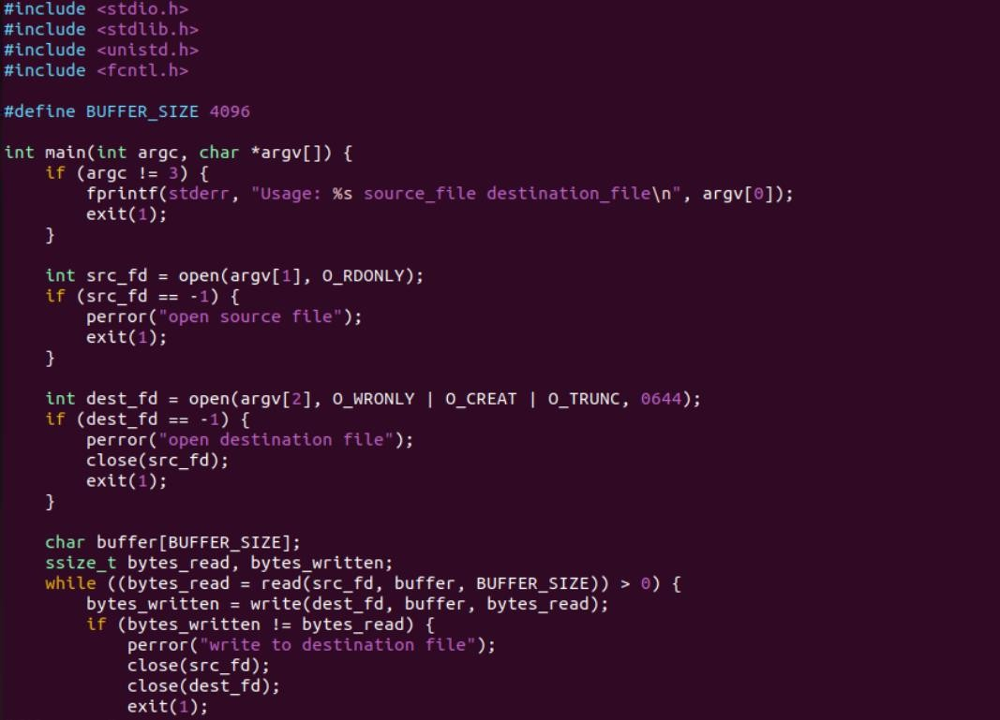 #include <stdio.h>
#include <stdlib.h>
#include <unistd.h>
#include <fcntl.h>

#define BUFFER_SIZE 4096

int main(int argc, char *argv[]) {
    if (argc != 3) {
        fprintf(stderr, "Usage: %s source_file destination_file\n", argv[0]);
        exit(1);
    }

    int src_fd = open(argv[1], O_RDONLY);
    if (src_fd == -1) {
        perror("open source file");
        exit(1);
    }

    int dest_fd = open(argv[2], O_WRONLY | O_CREAT | O_TRUNC, 0644);
    if (dest_fd == -1) {
        perror("open destination file");
        close(src_fd);
        exit(1);
    }

    char buffer[BUFFER_SIZE];
    ssize_t bytes_read, bytes_written;
    while ((bytes_read = read(src_fd, buffer, BUFFER_SIZE)) > 0) {
        bytes_written = write(dest_fd, buffer, bytes_read);
        if (bytes_written != bytes_read) {
            perror("write to destination file");
            close(src_fd);
            close(dest_fd);
            exit(1);